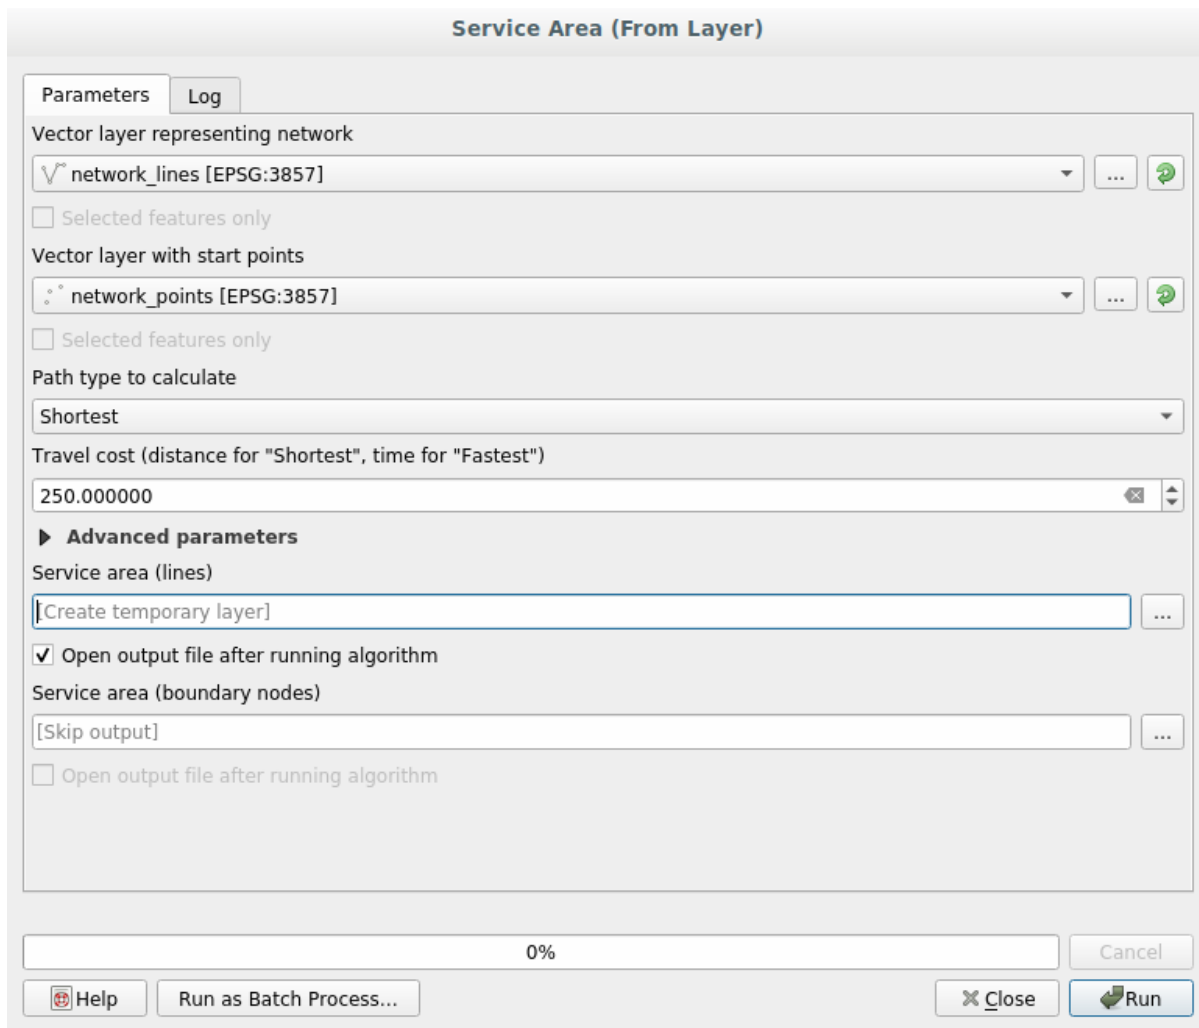 Service Area (From Layer)
Parameters
Log
Vector layer representing network
network_lines [EPSG:3857]
...
Selected features only
Vector layer with start points
network_points [EPSG:3857]
...
Selected features only
Path type to calculate
Shortest
Travel cost (distance for "Shortest", time for "Fastest")
250.000000
Advanced parameters
Service area (lines)
[Create temporary layer]
...
Open output file after running algorithm
Service area (boundary nodes)
[Skip output]
...
Open output file after running algorithm
0%
Cancel
Help
Run as Batch Process...
Close
Run